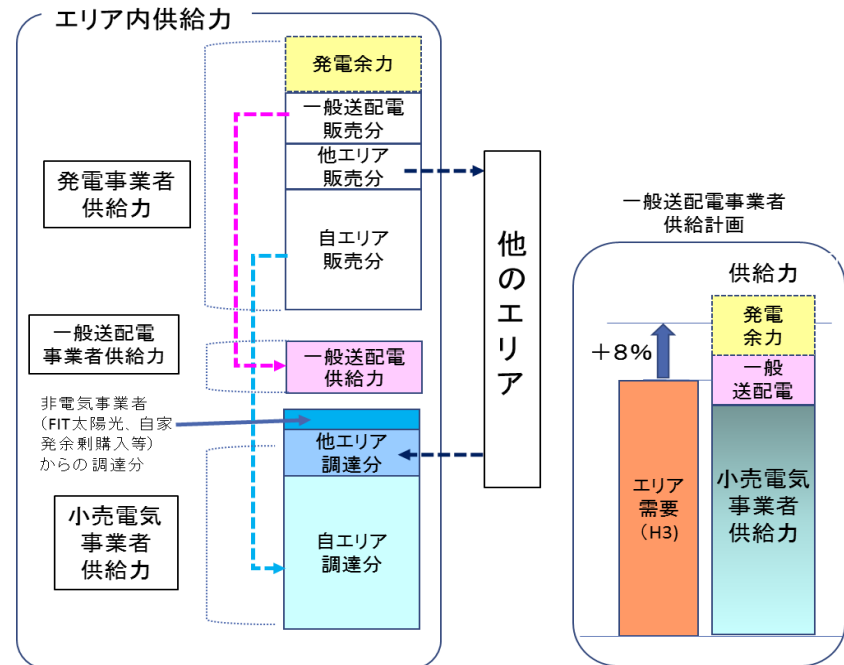 エリア内供給力
発電余力
一般送配電
販売分
他エリア
販売分
自エリア
販売分
発電事業者
供給力
一般送配電
事業者供給力
一般送配電
供給力
非電気事業者
（FIT太陽光、自家
発余剰購入等）
からの調達分
他エリア
調達分
自エリア
調達分
小売電気
事業者
供給力
他のエリア
一般送配電事業者
供給計画
供給力
＋8%
発電
余力
一般
送配電
小売電気
事業者
供給力
エリア
需要
（H3)